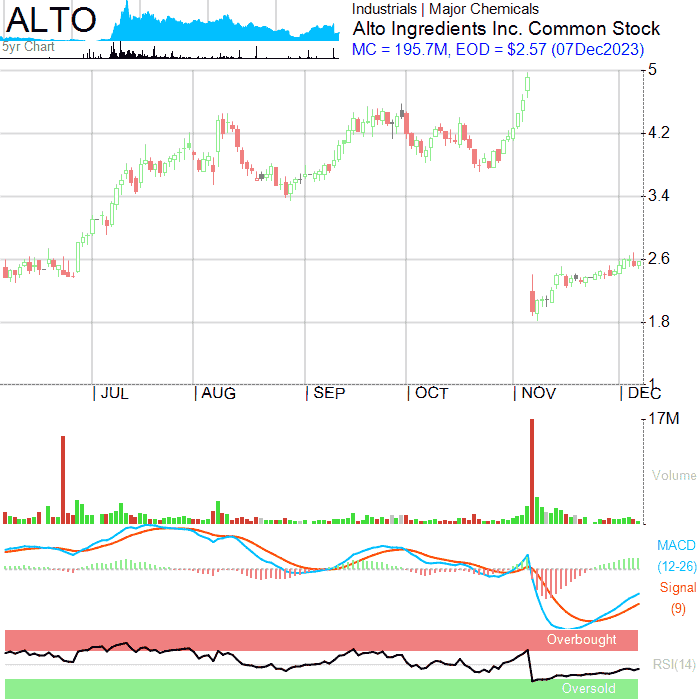 ALTO
5yr Chart
Industrials | Major Chemicals
Alto Ingredients Inc. Common Stock
MC = 195.7M, EOD = $2.57 (07Dec2023)
5
4.2
3.4
2.6
1.8
1
JUL
AUG
SEP
OCT
NOV
DEC
17M
Volume
MACD
(12-26)
Signal
(9)
Overbought
RSI(14)
Oversold